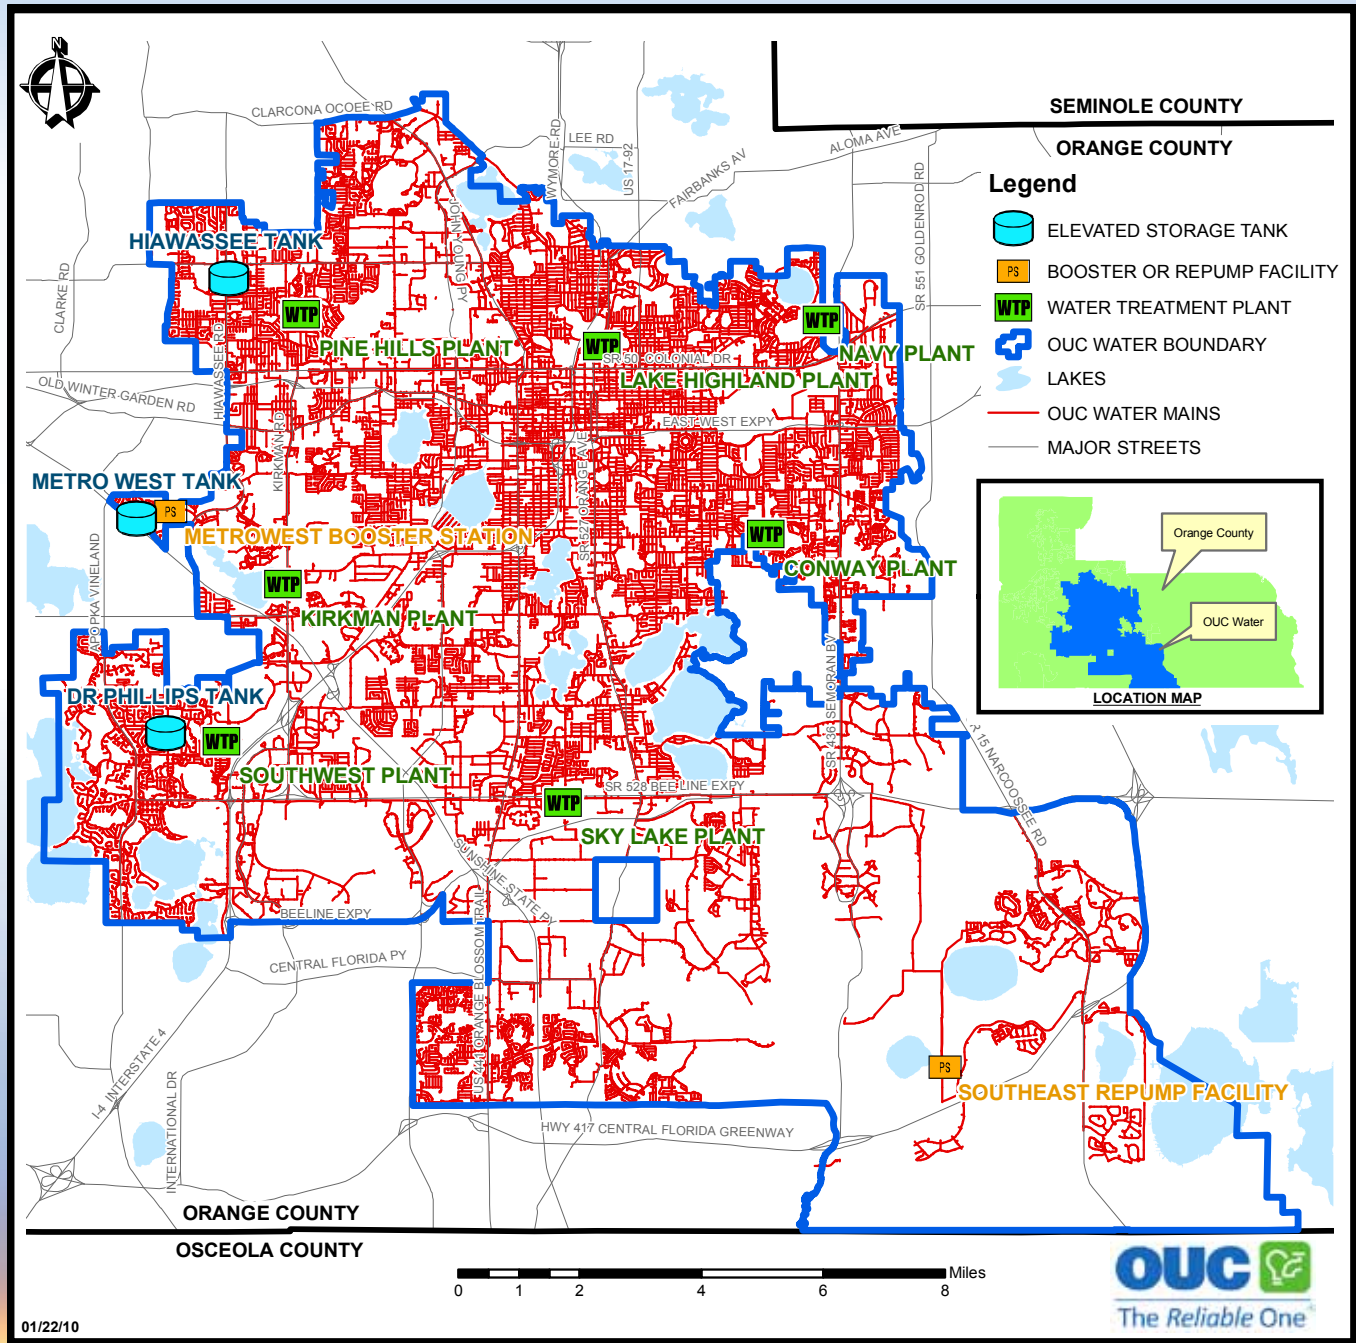 N
CLARCONA OCOEE RD
WYMORE RD
LEE RD
US 17-92
FAIRBANKS AV
ALOMA AVE
SEMINOLE COUNTY
ORANGE COUNTY
SR 551 GOLDENROD RD
Legend
ELEVATED STORAGE TANK
PS
BOOSTER OR REPUMP FACILITY
WTP
WATER TREATMENT PLANT
OUC WATER BOUNDARY
LAKES
OUC WATER MAINS
MAJOR STREETS
JOHN YOUNG PY
HIAWASSEE TANK
CLARKE RD
WTP
PINE HILLS PLANT
WTP
SR 50 COLONIAL DR
LAKE HIGHLAND PLANT
WTP
NAVY PLANT
HIAWASSEE RD
OLD WINTER GARDEN RD
KIRKMAN RD
EAST WEST EXPY
SR 527 ORANGE AVE
METRO WEST TANK
PS
METROWEST BOOSTER STATION
WTP
CONWAY PLANT
APOPKA VINELAND
WTP
KIRKMAN PLANT
Orange County
OUC Water
LOCATION MAP
DR PHILLIPS TANK
WTP
SOUTHWEST PLANT
SR 436 SEMORAN BV
SR 15 NARCOOSSEE RD
SR 528 BEE LINE EXPY
WTP
SKY LAKE PLANT
SUNSHINE STATE PY
BEELINE EXPY
CENTRAL FLORIDA PY
US 441 ORANGE BLOSSOM TRAIL
I-4 INTERSTATE 4
INTERNATIONAL DR
PS
SOUTHEAST REPUMP FACILITY
HWY 417 CENTRAL FLORIDA GREENWAY
ORANGE COUNTY
OSCEOLA COUNTY
Miles
0 1 2 4 6 8
OUC
The Reliable One
01/22/10